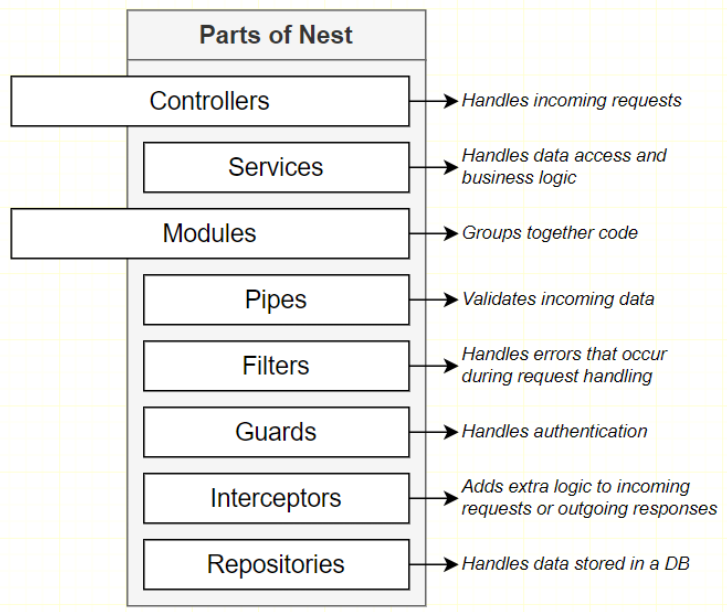 Parts of Nest
Controllers
Handles incoming requests
Services
Handles data access and
business logic
Modules
Groups together code
Pipes
Validates incoming data
Filters
Handles errors that occur
during request handling
Guards
Handles authentication
Interceptors
Adds extra logic to incoming
requests or outgoing responses
Repositories
Handles data stored in a DB